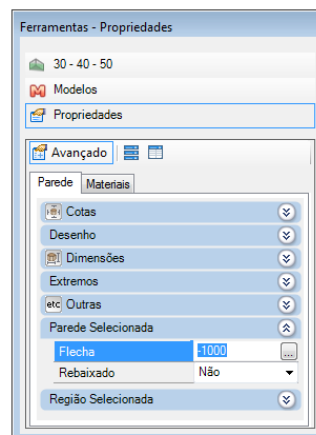 Ferramentas - Propriedades
30 - 40 - 50
Modelos
Propriedades
Avançado
Parede Materiais
Cotas
Desenho
Dimensões
Extremos
etc Outras
Parede Selecionada
Flecha -1000 ...
Rebaixado Não
Região Selecionada